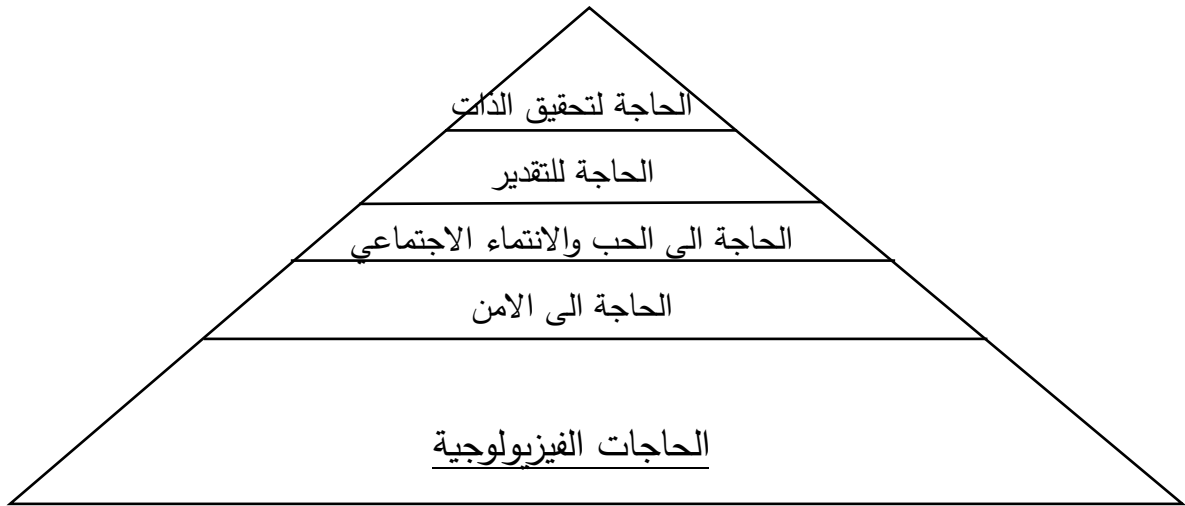 الحاجة لتحقيق الذات
الحاجة للتقدير
الحاجة الى الحب والانتماء الاجتماعي
الحاجة الى الامن
الحاجات الفيزيولوجية